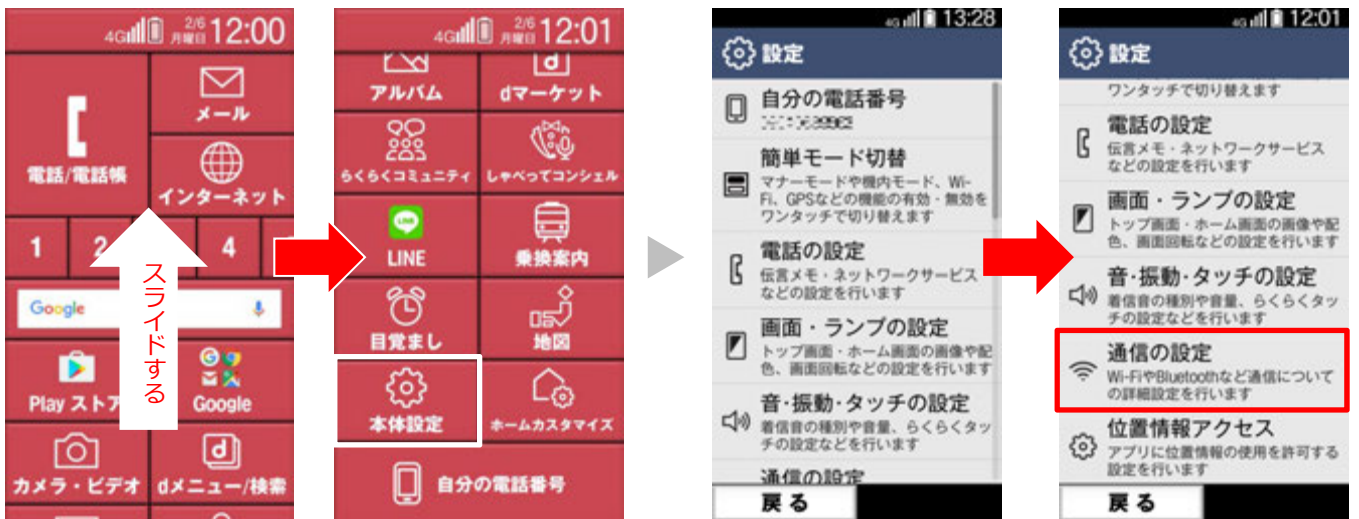 4G 2/6 月曜日 12:00
メール
電話/電話帳
インターネット
1 2 4
Google
スライドする
Play ストア
Google
カメラ・ビデオ
dメニュー/検索
4G 2/6 月曜日 12:01
アルバム
dマーケット
らくらくコミュニティ
しゃべってコンシェル
LINE
LINE
乗換案内
目覚まし
地図
本体設定
ホームカスタマイズ
自分の電話番号
4G 13:28
設定
自分の電話番号
簡単モード切替
マナーモードや機内モード、Wi-
Fi、GPSなどの機能の有効・無効を
ワンタッチで切り替えます
電話の設定
伝言メモ・ネットワークサービス
などの設定を行います
画面・ランプの設定
トップ画面・ホーム画面の画像や配
色、画面回転などの設定を行います
音・振動・タッチの設定
着信音の種別や音量、らくらくタッ
チの設定などを行います
通信の設定
戻る
4G 12:01
設定
ワンタッチで切り替えます
電話の設定
伝言メモ・ネットワークサービス
などの設定を行います
画面・ランプの設定
トップ画面・ホーム画面の画像や配
色、画面回転などの設定を行います
音・振動・タッチの設定
着信音の種別や音量、らくらくタッ
チの設定などを行います
通信の設定
Wi-FiやBluetoothなど通信について
の詳細設定を行います
位置情報アクセス
アプリに位置情報の使用を許可する
設定を行います
戻る